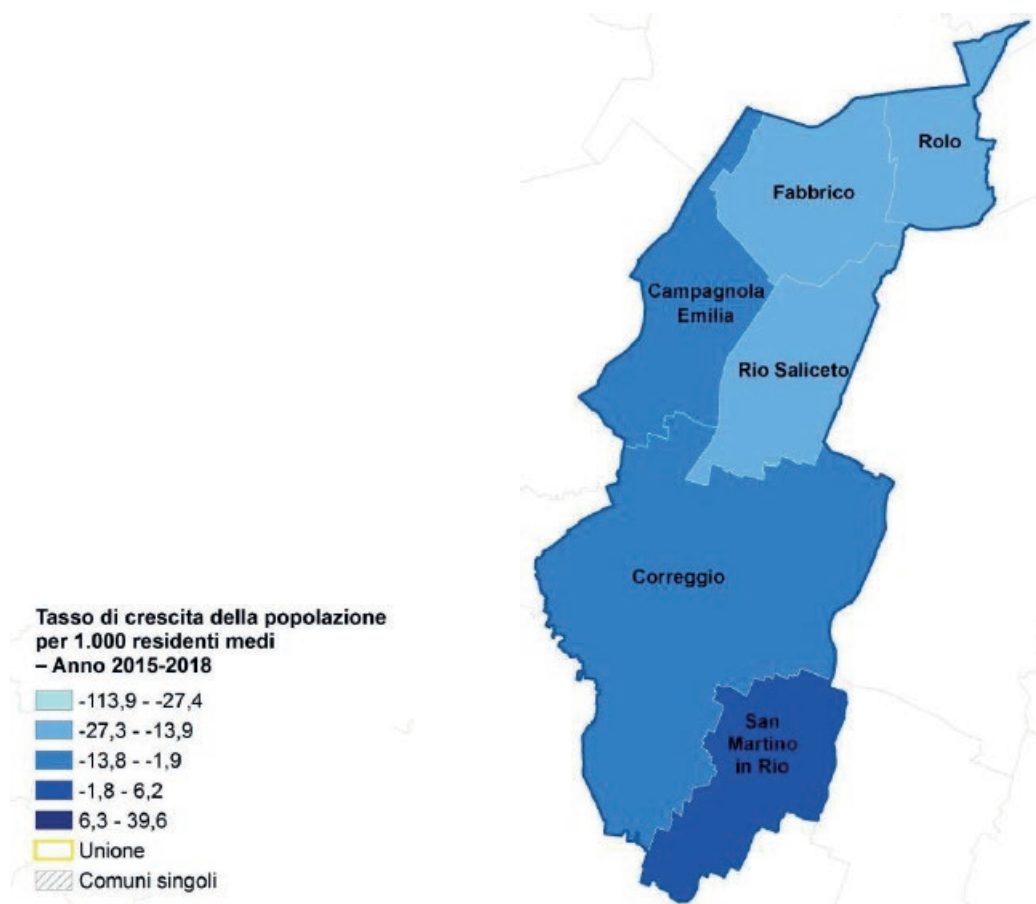 Rolo
Fabbrico
Campagnola
Emilia
Rio Saliceto
Correggio
San
Martino
in Rio
Tasso di crescita della popolazione
per 1.000 residenti medi
– Anno 2015-2018
-113,9 - -27,4
-27,3 - -13,9
-13,8 - -1,9
-1,8 - 6,2
6,3 - 39,6
Unione
Comuni singoli